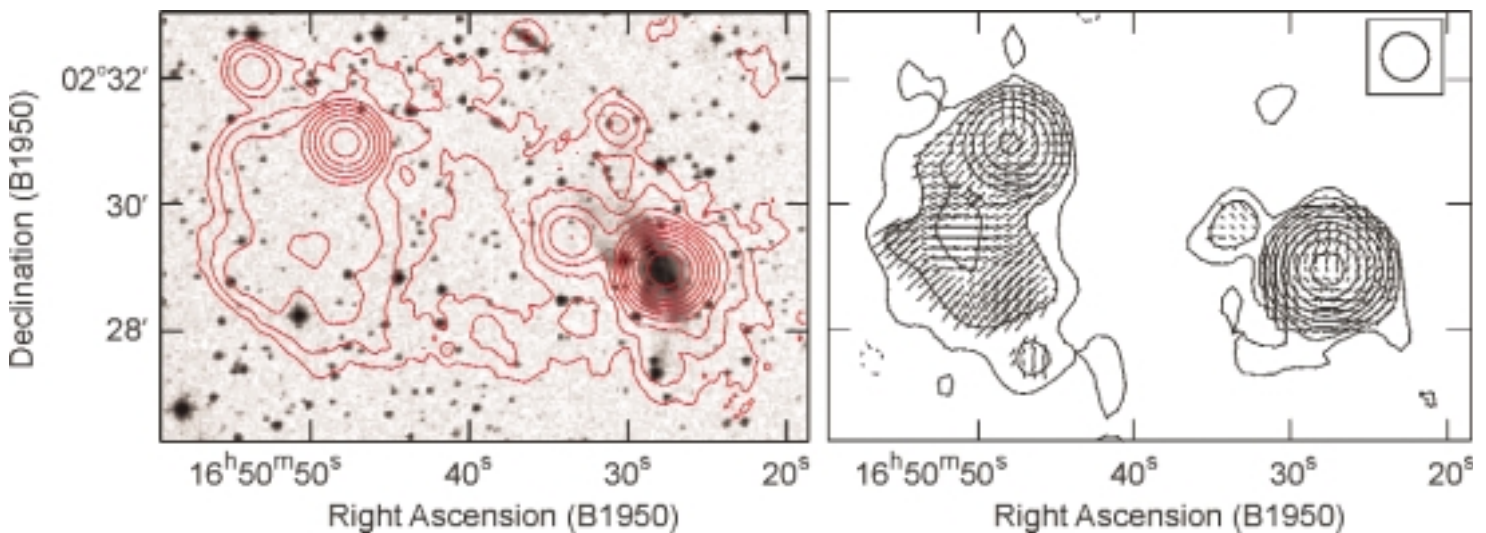 Declination (B1950)
02°32′
30′
28′
16ʰ50ᵐ50ˢ
40ˢ
30ˢ
20ˢ
Right Ascension (B1950)
16ʰ50ᵐ50ˢ
40ˢ
30ˢ
20ˢ
Right Ascension (B1950)